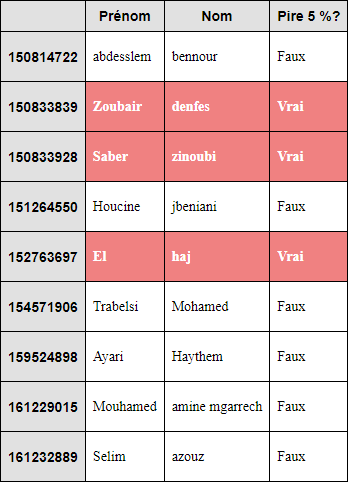 Prénom Nom Pire 5 %?
150814722 abdesslem bennour Faux
150833839 Zoubair denfes Vrai
150833928 Saber zinoubi Vrai
151264550 Houcine jbeniani Faux
152763697 El haj Vrai
154571906 Trabelsi Mohamed Faux
159524898 Ayari Haythem Faux
161229015 Mouhamed amine mgarrech Faux
161232889 Selim azouz Faux